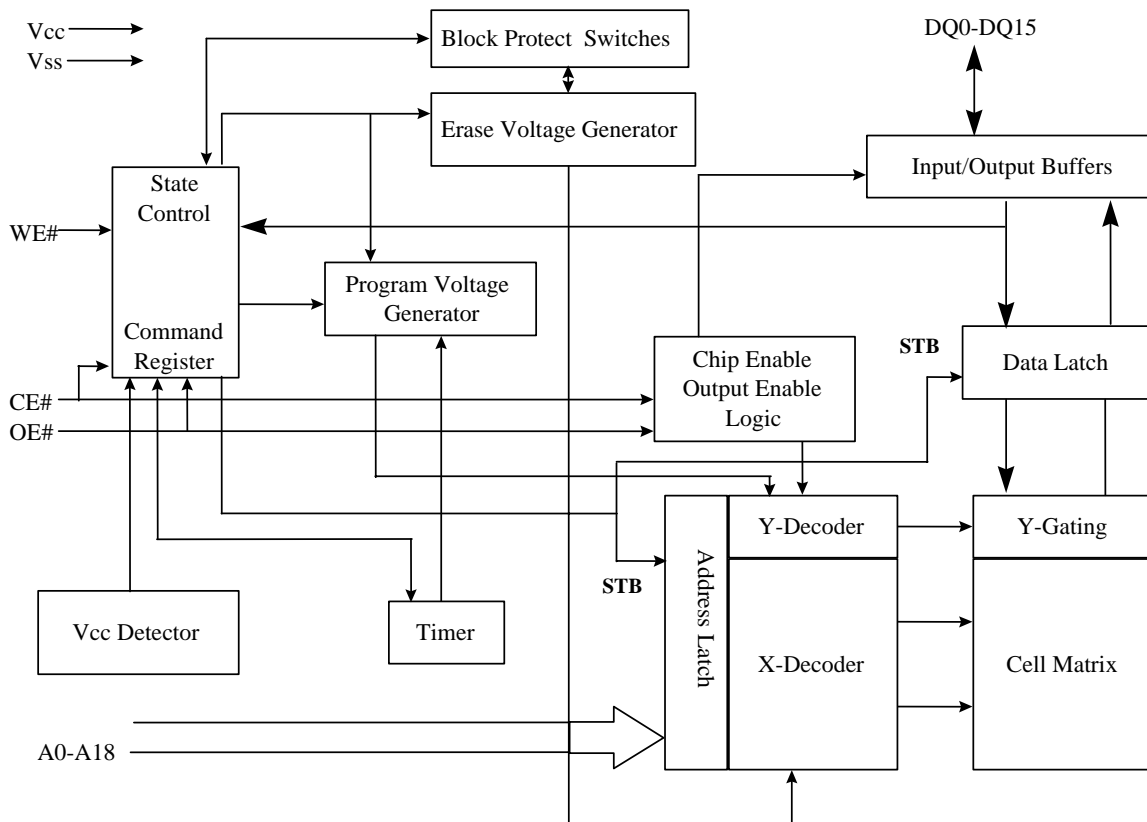 Vcc
Vss
Block Protect Switches
DQ0-DQ15
Erase Voltage Generator
Input/Output Buffers
State
Control
WE#
Program Voltage
Generator
Command
Register
STB
Chip Enable
Output Enable
Logic
Data Latch
CE#
OE#
Y-Decoder
Y-Gating
Address Latch
STB
Vcc Detector
Timer
X-Decoder
Cell Matrix
A0-A18